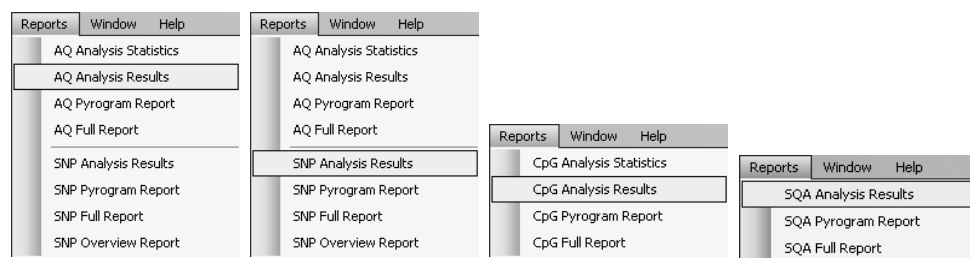 Reports Window Help
AQ Analysis Statistics
AQ Analysis Results
AQ Pyrogram Report
AQ Full Report
SNP Analysis Results
SNP Pyrogram Report
SNP Full Report
SNP Overview Report
Reports Window Help
AQ Analysis Statistics
AQ Analysis Results
AQ Pyrogram Report
AQ Full Report
SNP Analysis Results
SNP Pyrogram Report
SNP Full Report
SNP Overview Report
Reports Window Help
CpG Analysis Statistics
CpG Analysis Results
CpG Pyrogram Report
CpG Full Report
Reports Window Help
SQA Analysis Results
SQA Pyrogram Report
SQA Full Report